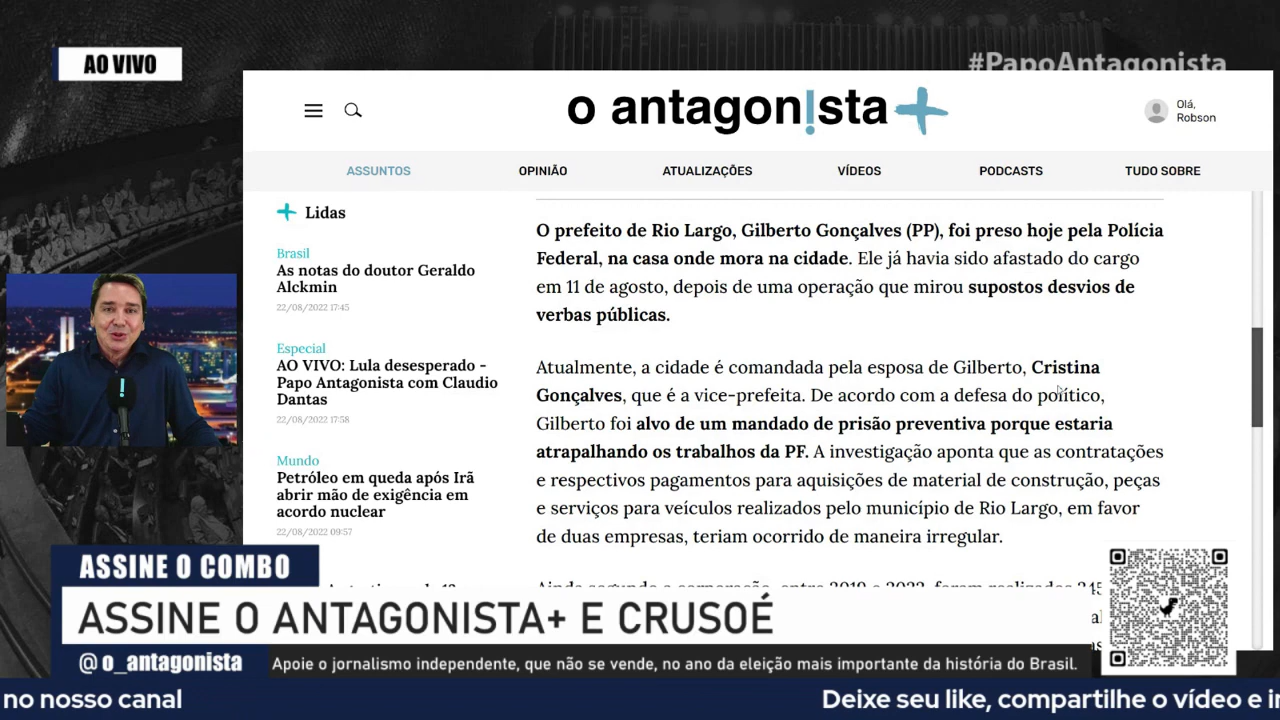 AO VIVO
#PapoAntagonista
o antagon!sta+
Olá,
Robson
ASSUNTOS
OPINIÃO
ATUALIZAÇÕES
VÍDEOS
PODCASTS
TUDO SOBRE
+ Lidas
Brasil
As notas do doutor Geraldo
Alckmin
22/08/2022 17:45
Especial
AO VIVO: Lula desesperado -
Papo Antagonista com Claudio
Dantas
22/08/2022 17:58
Mundo
Petróleo em queda após Irã
abrir mão de exigência em
acordo nuclear
22/08/2022 09:57
O prefeito de Rio Largo, Gilberto Gonçalves (PP), foi preso hoje pela Polícia
Federal, na casa onde mora na cidade. Ele já havia sido afastado do cargo
em 11 de agosto, depois de uma operação que mirou supostos desvios de
verbas públicas.
Atualmente, a cidade é comandada pela esposa de Gilberto, Cristina
Gonçalves, que é a vice-prefeita. De acordo com a defesa do político,
Gilberto foi alvo de um mandado de prisão preventiva porque estaria
atrapalhando os trabalhos da PF. A investigação aponta que as contratações
e respectivos pagamentos para aquisições de material de construção, peças
e serviços para veículos realizados pelo município de Rio Largo, em favor
de duas empresas, teriam ocorrido de maneira irregular.
ASSINE O COMBO
ASSINE O ANTAGONISTA+ E CRUSOÉ
@o_antagonista
Apoie o jornalismo independente, que não se vende, no ano da eleição mais importante da história do Brasil.
no nosso canal
Deixe seu like, compartilhe o vídeo e